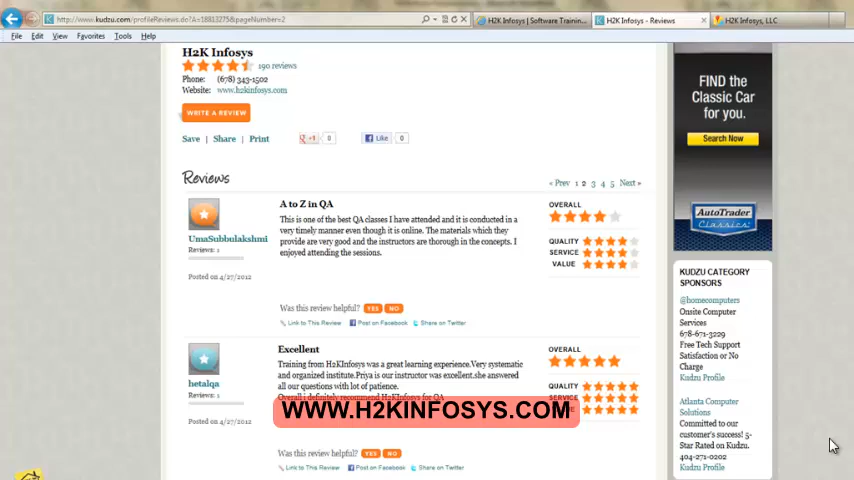 http://www.kudzu.com/profileReviews.do?A=18813275&pageNumber=2
H2K Infosys | Software Trainin...
H2K Infosys - Reviews
H2K Infosys, LLC
File Edit View Favorites Tools Help
H2K Infosys
190 reviews
Phone: (678) 343-1502
Website: www.h2kinfosys.com
WRITE A REVIEW
Save | Share | Print
+1 0
Like 0
Reviews
« Prev 1 2 3 4 5 Next »
UmaSubbulakshmi
Reviews: 1
Posted on 4/27/2012
A to Z in QA
This is one of the best QA classes I have attended and it is conducted in a
very timely manner even though it is online. The materials which they
provide are very good and the instructors are thorough in the concepts. I
enjoyed attending the sessions.
OVERALL
QUALITY
SERVICE
VALUE
Was this review helpful? YES NO
Link to This Review Post on Facebook Share on Twitter
hetalqa
Reviews: 1
Posted on 4/27/2012
Excellent
Training from H2KInfosys was a great learning experience.Very systematic
and organized institute.Priya is our instructor was excellent.she answered
all our questions with lot of patience.
Overall i definitely recommend H2KInfosys for QA
OVERALL
QUALITY
SERVICE
WWW.H2KINFOSYS.COM
Was this review helpful? YES NO
Link to This Review Post on Facebook Share on Twitter
FIND the
Classic Car
for you.
Search Now
AutoTrader
Classics
KUDZU CATEGORY
SPONSORS
@homecomputers
Onsite Computer
Services
678-671-3229
Free Tech Support
Satisfaction or No
Charge
Kudzu Profile
Atlanta Computer
Solutions
Committed to our
customer's success! 5-
Star Rated on Kudzu.
404-271-0202
Kudzu Profile